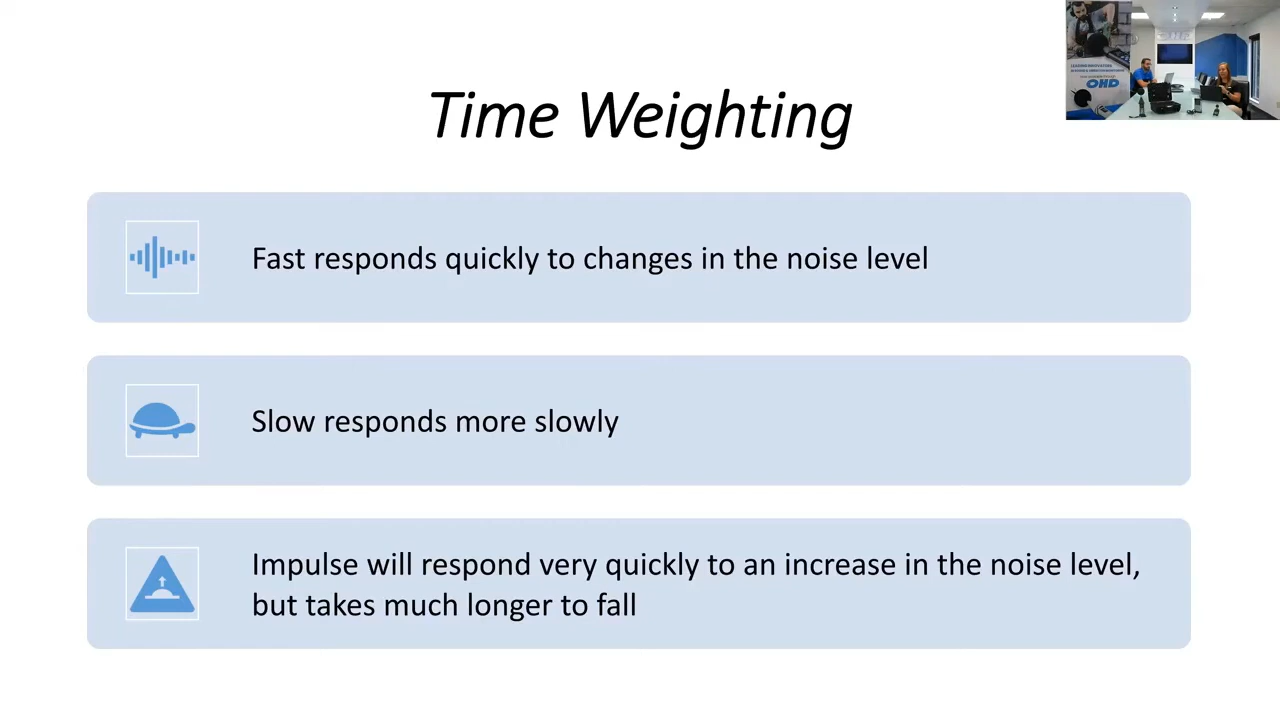 Time Weighting
OHD
Fast responds quickly to changes in the noise level
Slow responds more slowly
Impulse will respond very quickly to an increase in the noise level,
but takes much longer to fall